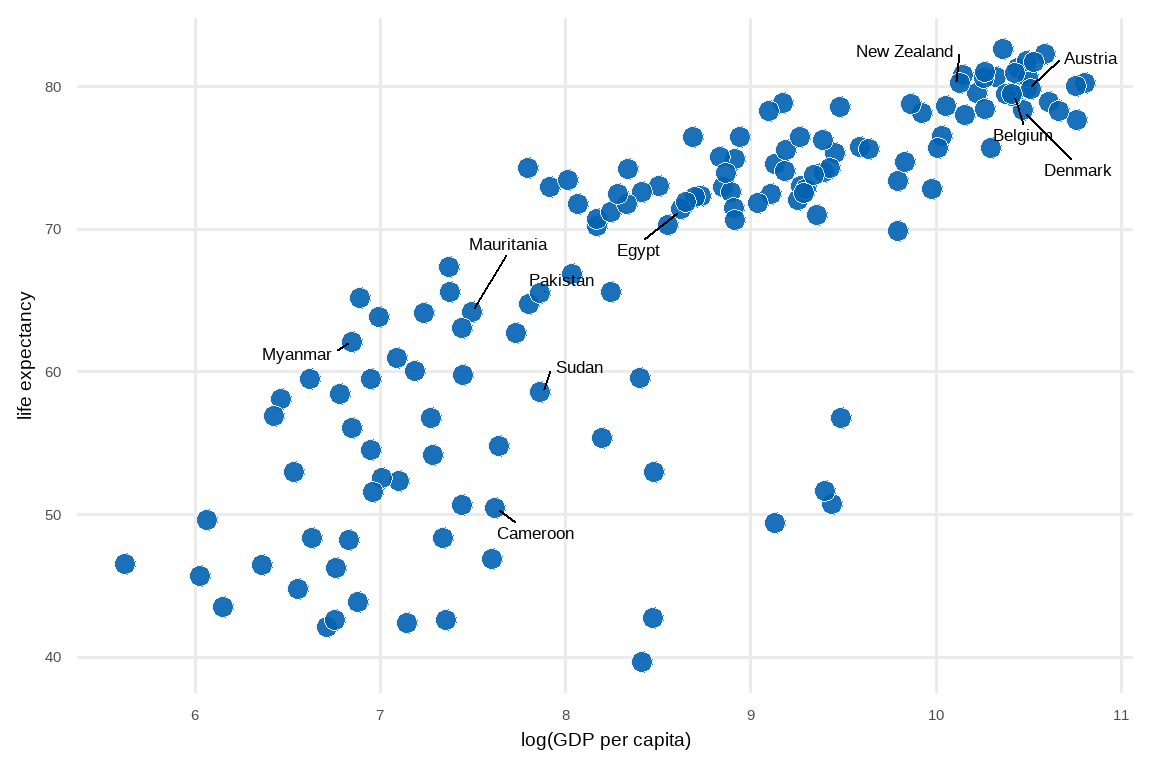 New Zealand
Austria
80
Belgium
Denmark
70
Mauritania
Egypt
Pakistan
Myanmar
Sudan
60
Cameroon
50
40
life expectancy
6 7 8 9 10 11
log(GDP per capita)